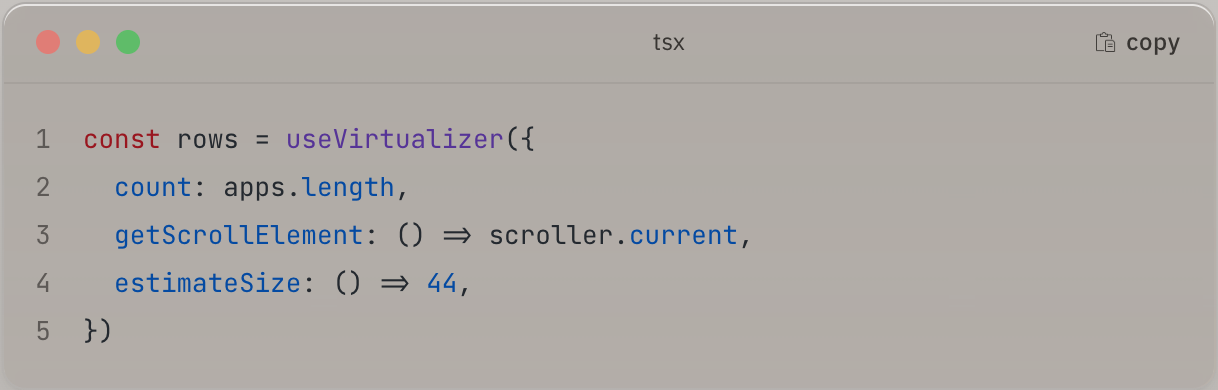 tsx
copy
1 const rows = useVirtualizer({
2   count: apps.length,
3   getScrollElement: () => scroller.current,
4   estimateSize: () => 44,
5 })